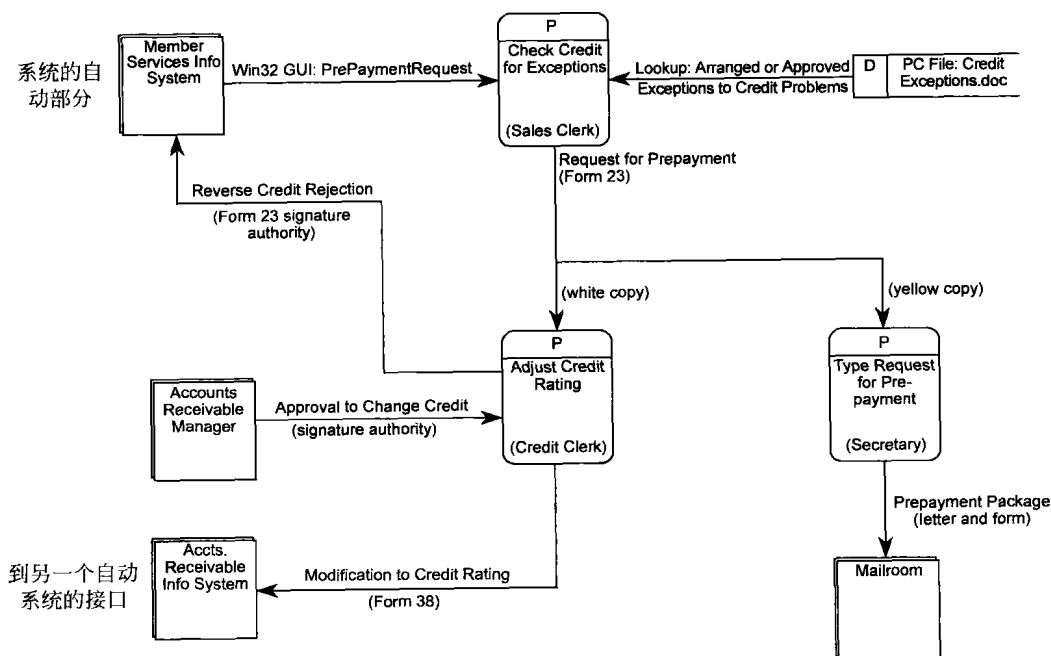 P
Member
Services Info
System
Check Credit
for Exceptions
(Sales Clerk)
系统的自
动部分
Win32 GUI: PrePaymentRequest
Lookup: Arranged or Approved
Exceptions to Credit Problems
D
PC File: Credit
Exceptions.doc
Request for Prepayment
(Form 23)
Reverse Credit Rejection
(Form 23 signature
authority)
(white copy)
(yellow copy)
P
Adjust Credit
Rating
(Credit Clerk)
P
Type Request
for Pre-
payment
(Secretary)
Accounts
Receivable
Manager
Approval to Change Credit
(signature authority)
Prepayment Package
(letter and form)
到另一个自动
系统的接口
Accts.
Receivable
Info System
Modification to Credit Rating
(Form 38)
Mailroom